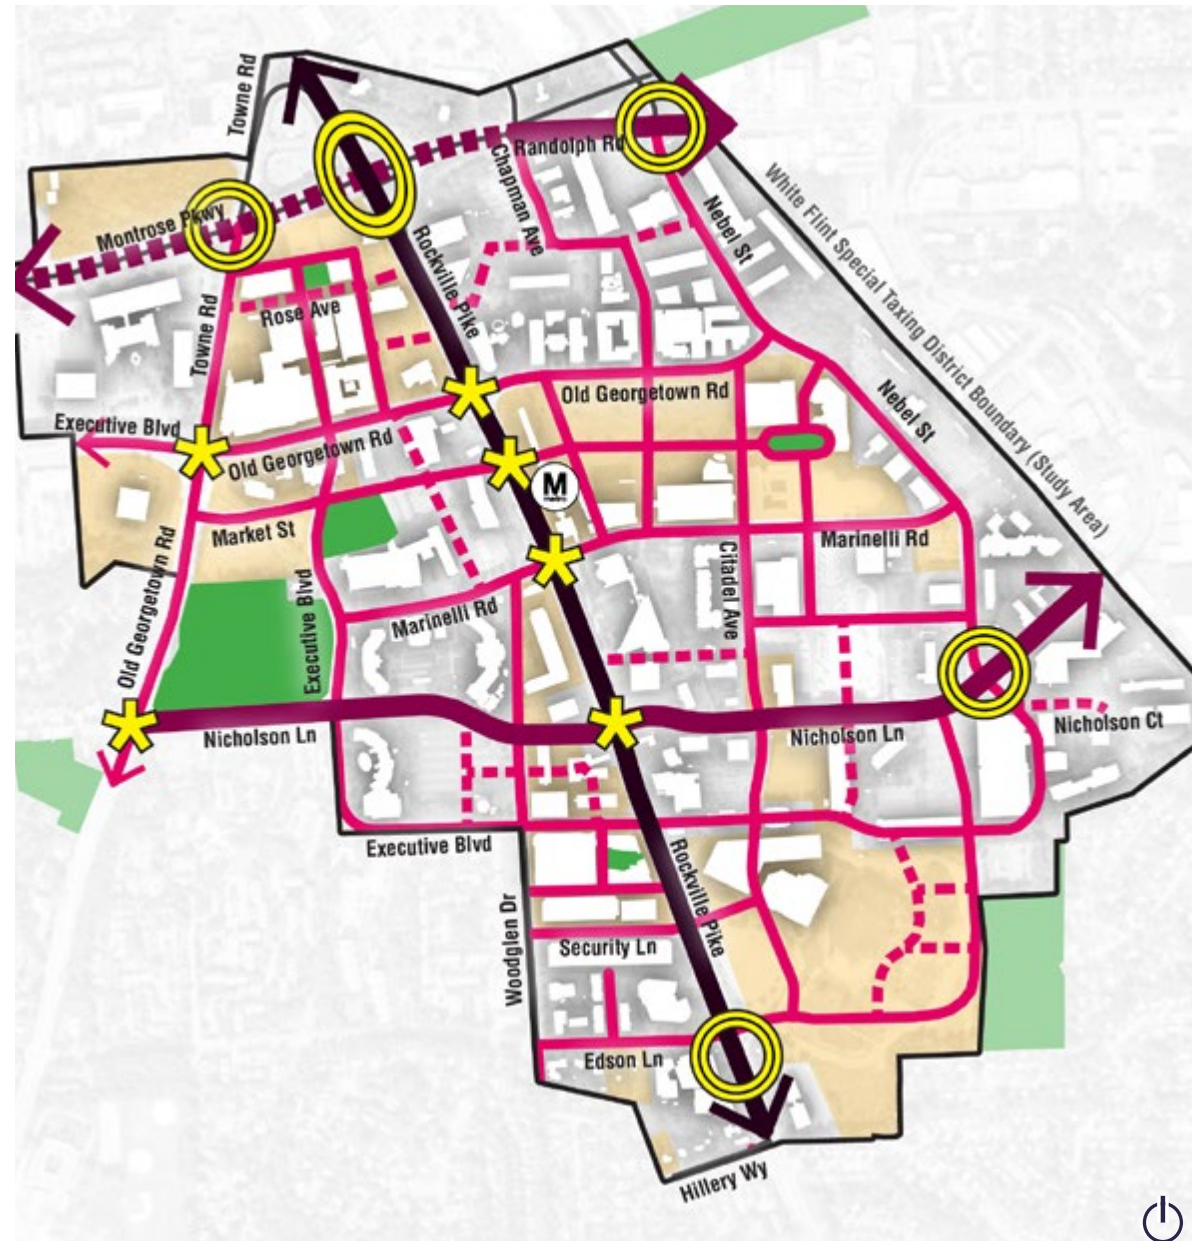 Towne Rd
Randolph Rd
Chapman Ave
White Flint Special Taxing District Boundary (Study Area)
Montrose Pkwy
Nebel St
Rockville Pike
Towne Rd
Rose Ave
Old Georgetown Rd
Nebel St
Executive Blvd
Old Georgetown Rd
M
metro
Market St
Marinelli Rd
Old Georgetown Rd
Executive Blvd
Marinelli Rd
Citadel Ave
Nicholson Ln
Nicholson Ln
Nicholson Ct
Executive Blvd
Rockville Pike
Woodglen Dr
Security Ln
Edson Ln
Hillery Wy